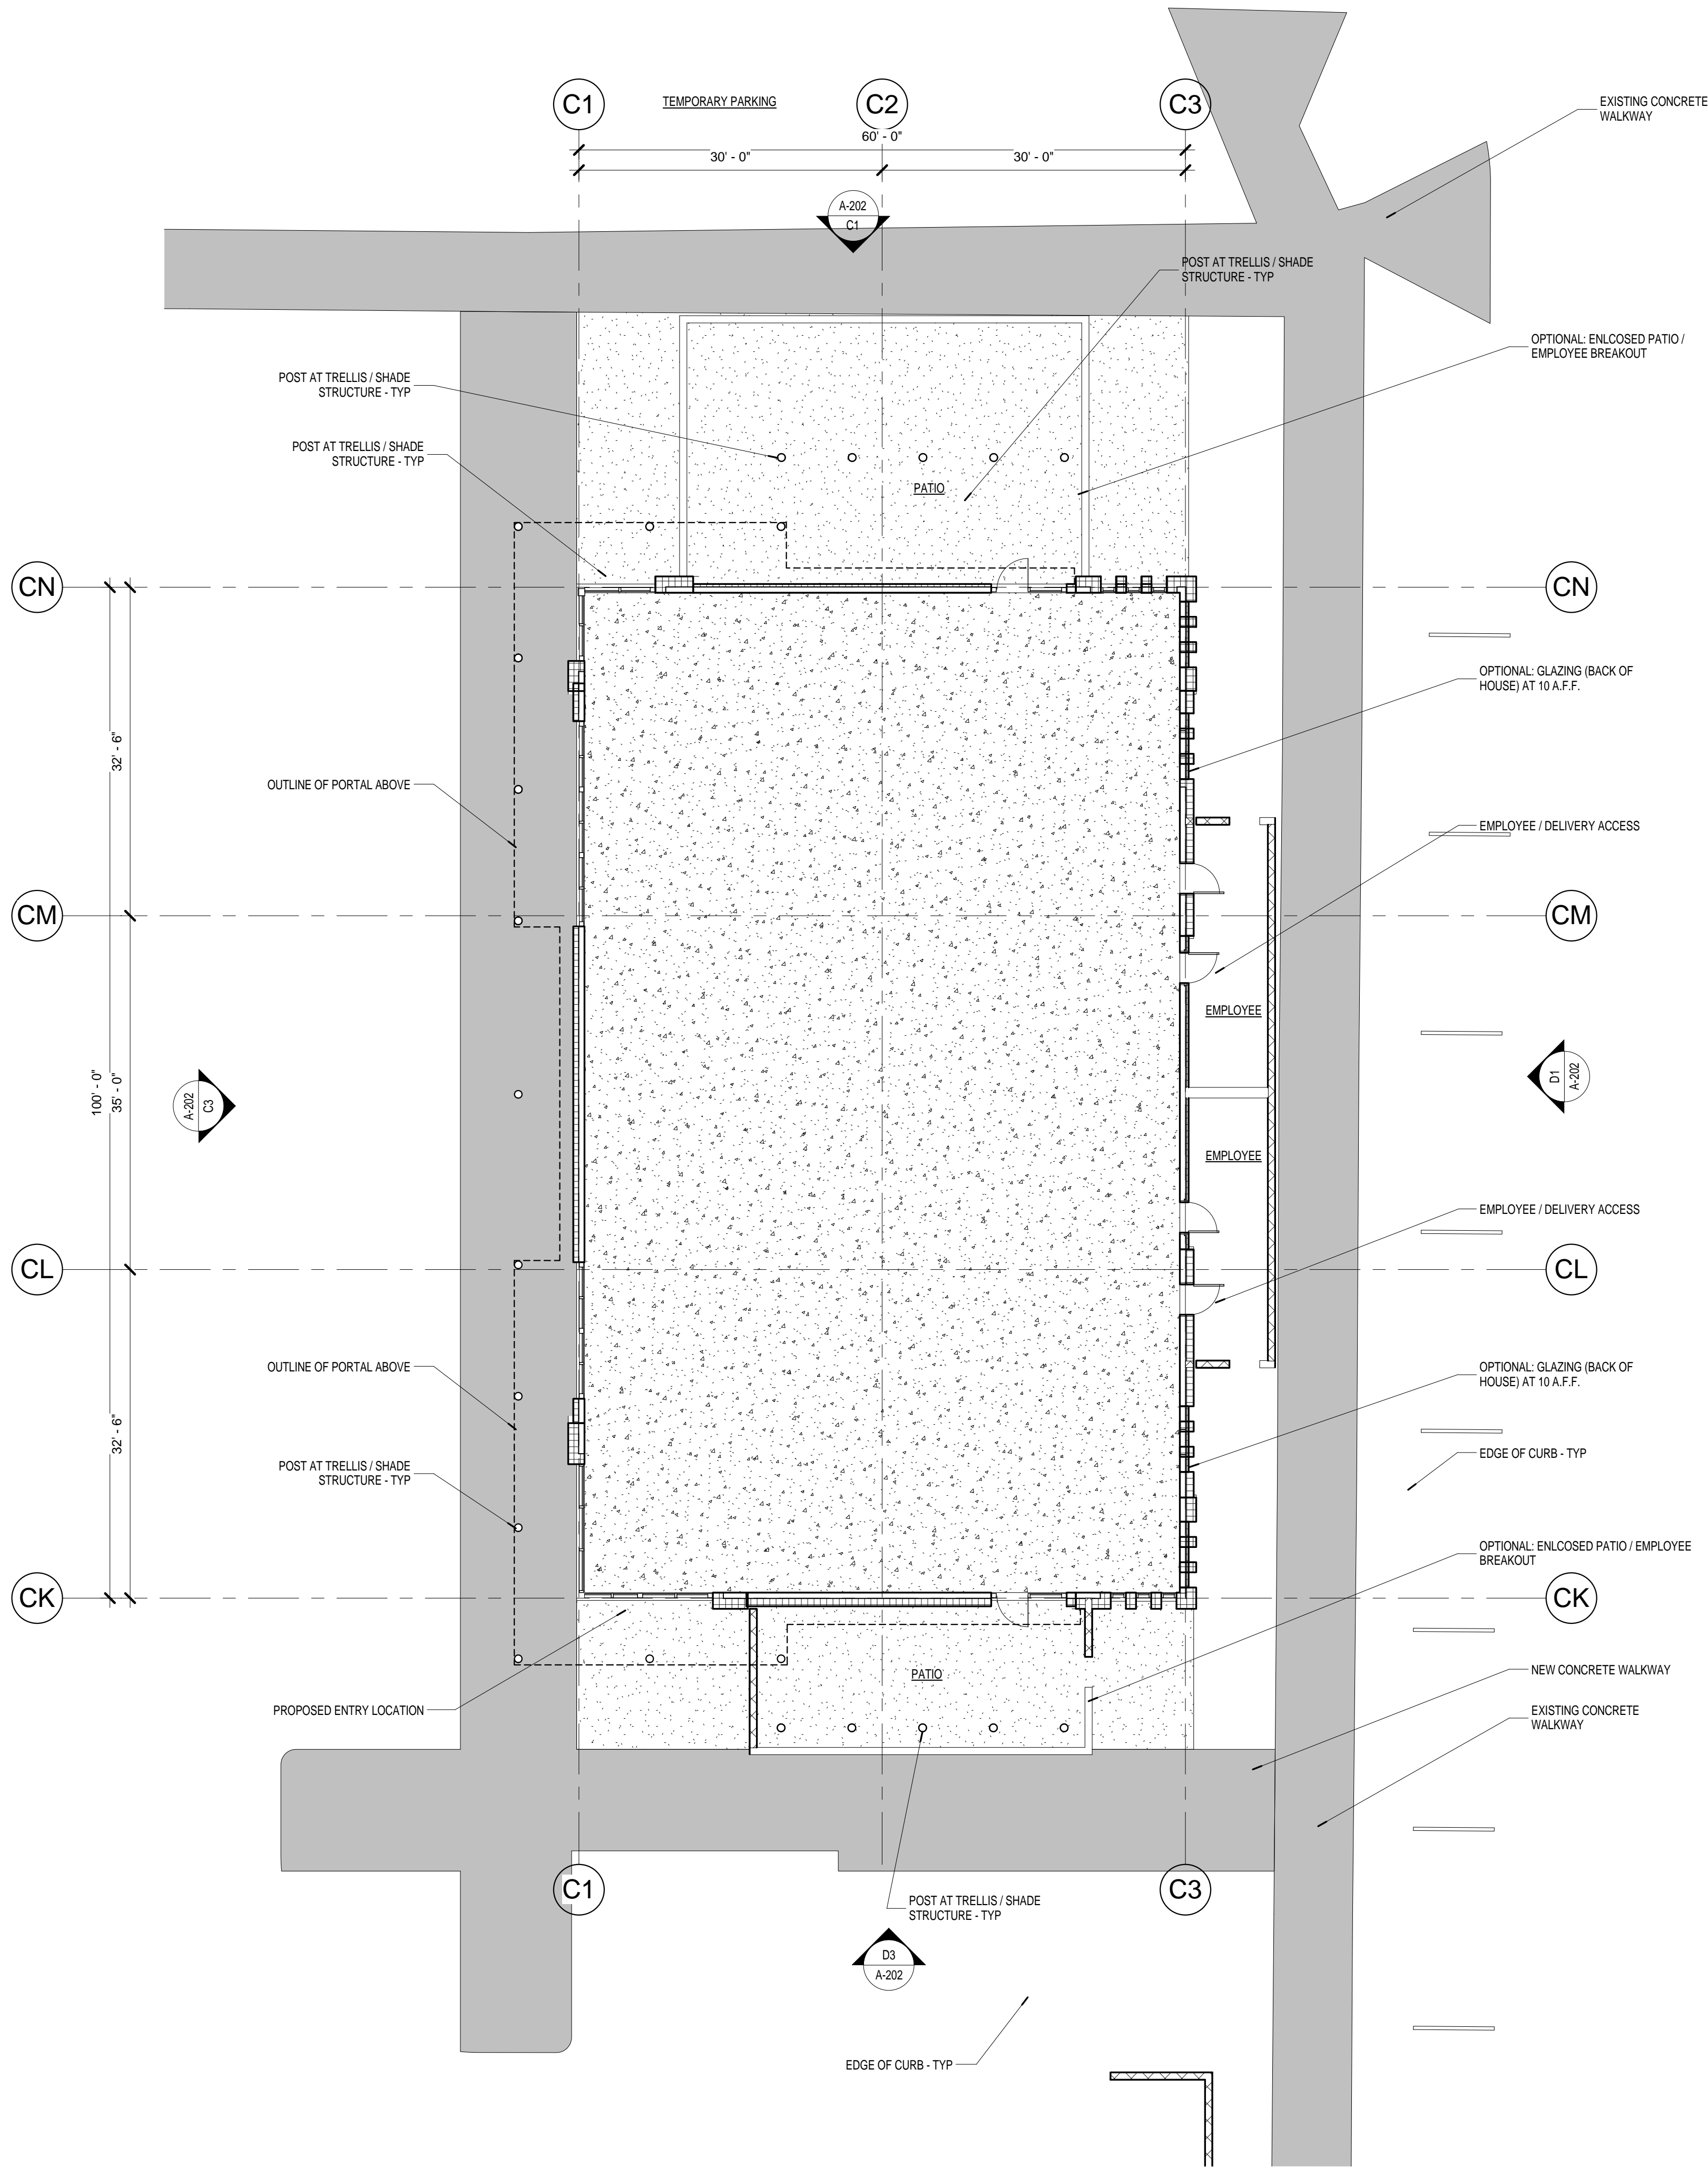 C1
TEMPORARY PARKING
C2
C3
60' - 0"
30' - 0"
30' - 0"
EXISTING CONCRETE
WALKWAY
A-202
C1
POST AT TRELLIS / SHADE
STRUCTURE - TYP
OPTIONAL: ENLCOSED PATIO /
EMPLOYEE BREAKOUT
POST AT TRELLIS / SHADE
STRUCTURE - TYP
POST AT TRELLIS / SHADE
STRUCTURE - TYP
PATIO
CN
CN
OPTIONAL: GLAZING (BACK OF
HOUSE) AT 10 A.F.F.
32' - 6"
OUTLINE OF PORTAL ABOVE
EMPLOYEE / DELIVERY ACCESS
CM
CM
EMPLOYEE
100' - 0"
35' - 0"
A-202
C3
D1
A-202
EMPLOYEE
EMPLOYEE / DELIVERY ACCESS
CL
CL
OUTLINE OF PORTAL ABOVE
OPTIONAL: GLAZING (BACK OF
HOUSE) AT 10 A.F.F.
32' - 6"
EDGE OF CURB - TYP
POST AT TRELLIS / SHADE
STRUCTURE - TYP
OPTIONAL: ENLCOSED PATIO / EMPLOYEE
BREAKOUT
CK
CK
PATIO
NEW CONCRETE WALKWAY
PROPOSED ENTRY LOCATION
EXISTING CONCRETE
WALKWAY
C1
C3
POST AT TRELLIS / SHADE
STRUCTURE - TYP
D3
A-202
EDGE OF CURB - TYP